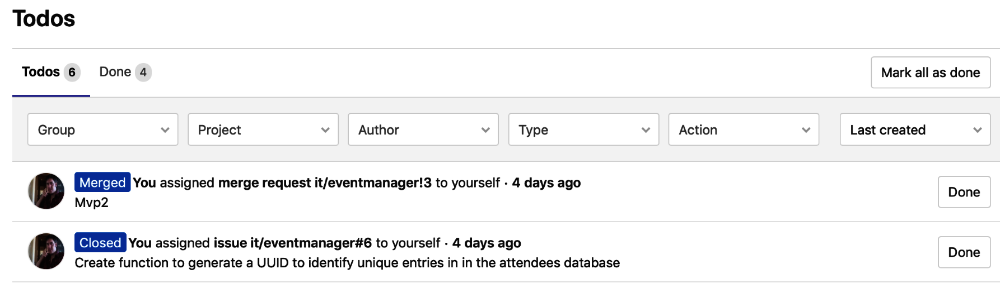 Todos
Todos 6 Done 4 Mark all as done
Group Project Author Type Action Last created
Merged You assigned merge request it/eventmanager!3 to yourself · 4 days ago
Mvp2
Done
Closed You assigned issue it/eventmanager#6 to yourself · 4 days ago
Create function to generate a UUID to identify unique entries in in the attendees database
Done